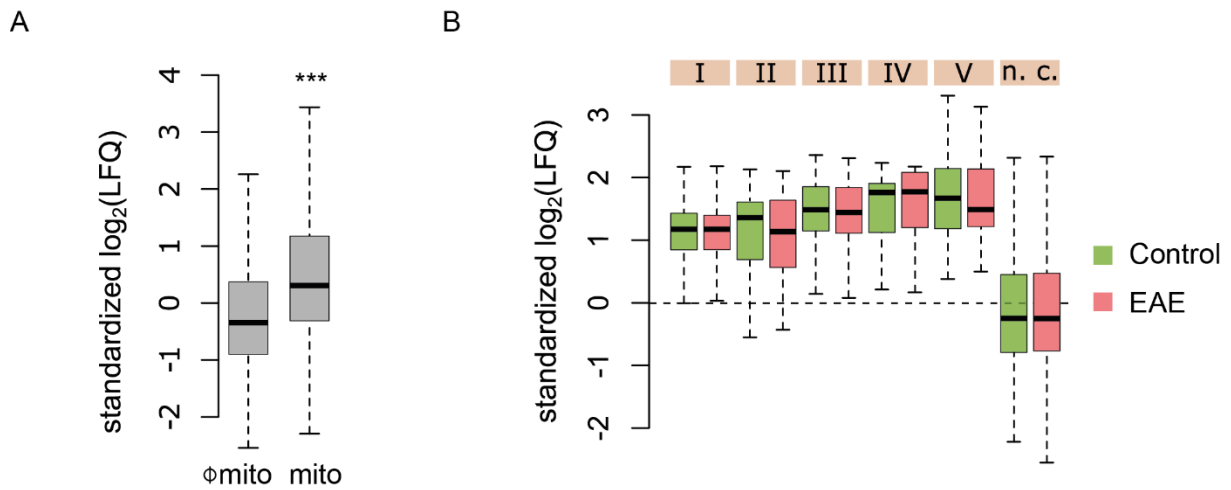 A
standardized log₂(LFQ)
4
3
2
1
0
-1
-2
***
Φmito
mito
B
standardized log₂(LFQ)
I
II
III
IV
V
n. c.
3
2
1
0
-1
-2
Control
EAE